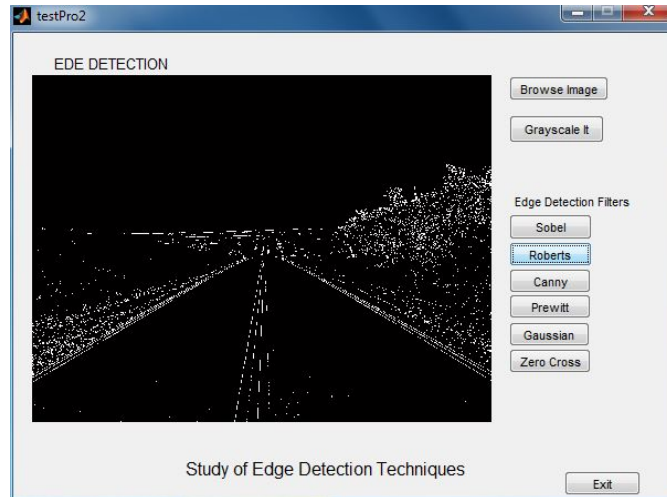 testPro2
EDE DETECTION
Browse Image
Grayscale It
Edge Detection Filters
Sobel
Roberts
Canny
Prewitt
Gaussian
Zero Cross
Study of Edge Detection Techniques
Exit